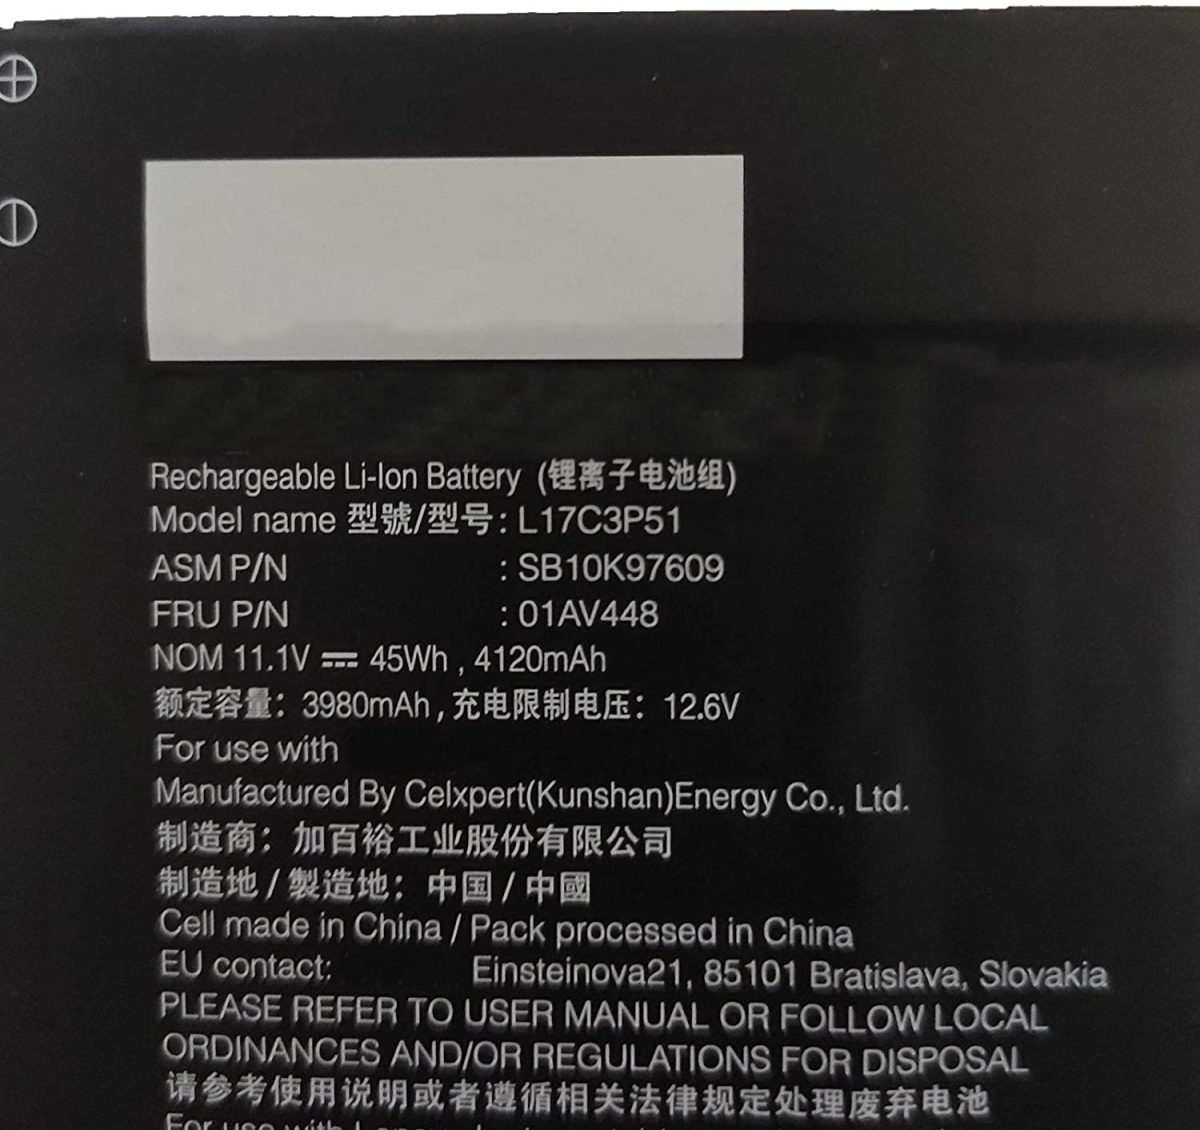 Rechargeable Li-Ion Battery (锂离子电池组)
Model name 型號/型号: L17C3P51
ASM P/N : SB10K97609
FRU P/N : 01AV448
NOM 11.1V ⎓ 45Wh , 4120mAh
额定容量: 3980mAh , 充电限制电压: 12.6V
For use with
Manufactured By Celxpert(Kunshan)Energy Co., Ltd.
制造商: 加百裕工业股份有限公司
制造地 / 製造地: 中国 / 中國
Cell made in China / Pack processed in China
EU contact: Einsteinova21, 85101 Bratislava, Slovakia
PLEASE REFER TO USER MANUAL OR FOLLOW LOCAL
ORDINANCES AND/OR REGULATIONS FOR DISPOSAL
请参考使用说明或者遵循相关法律规定处理废弃电池
For use with